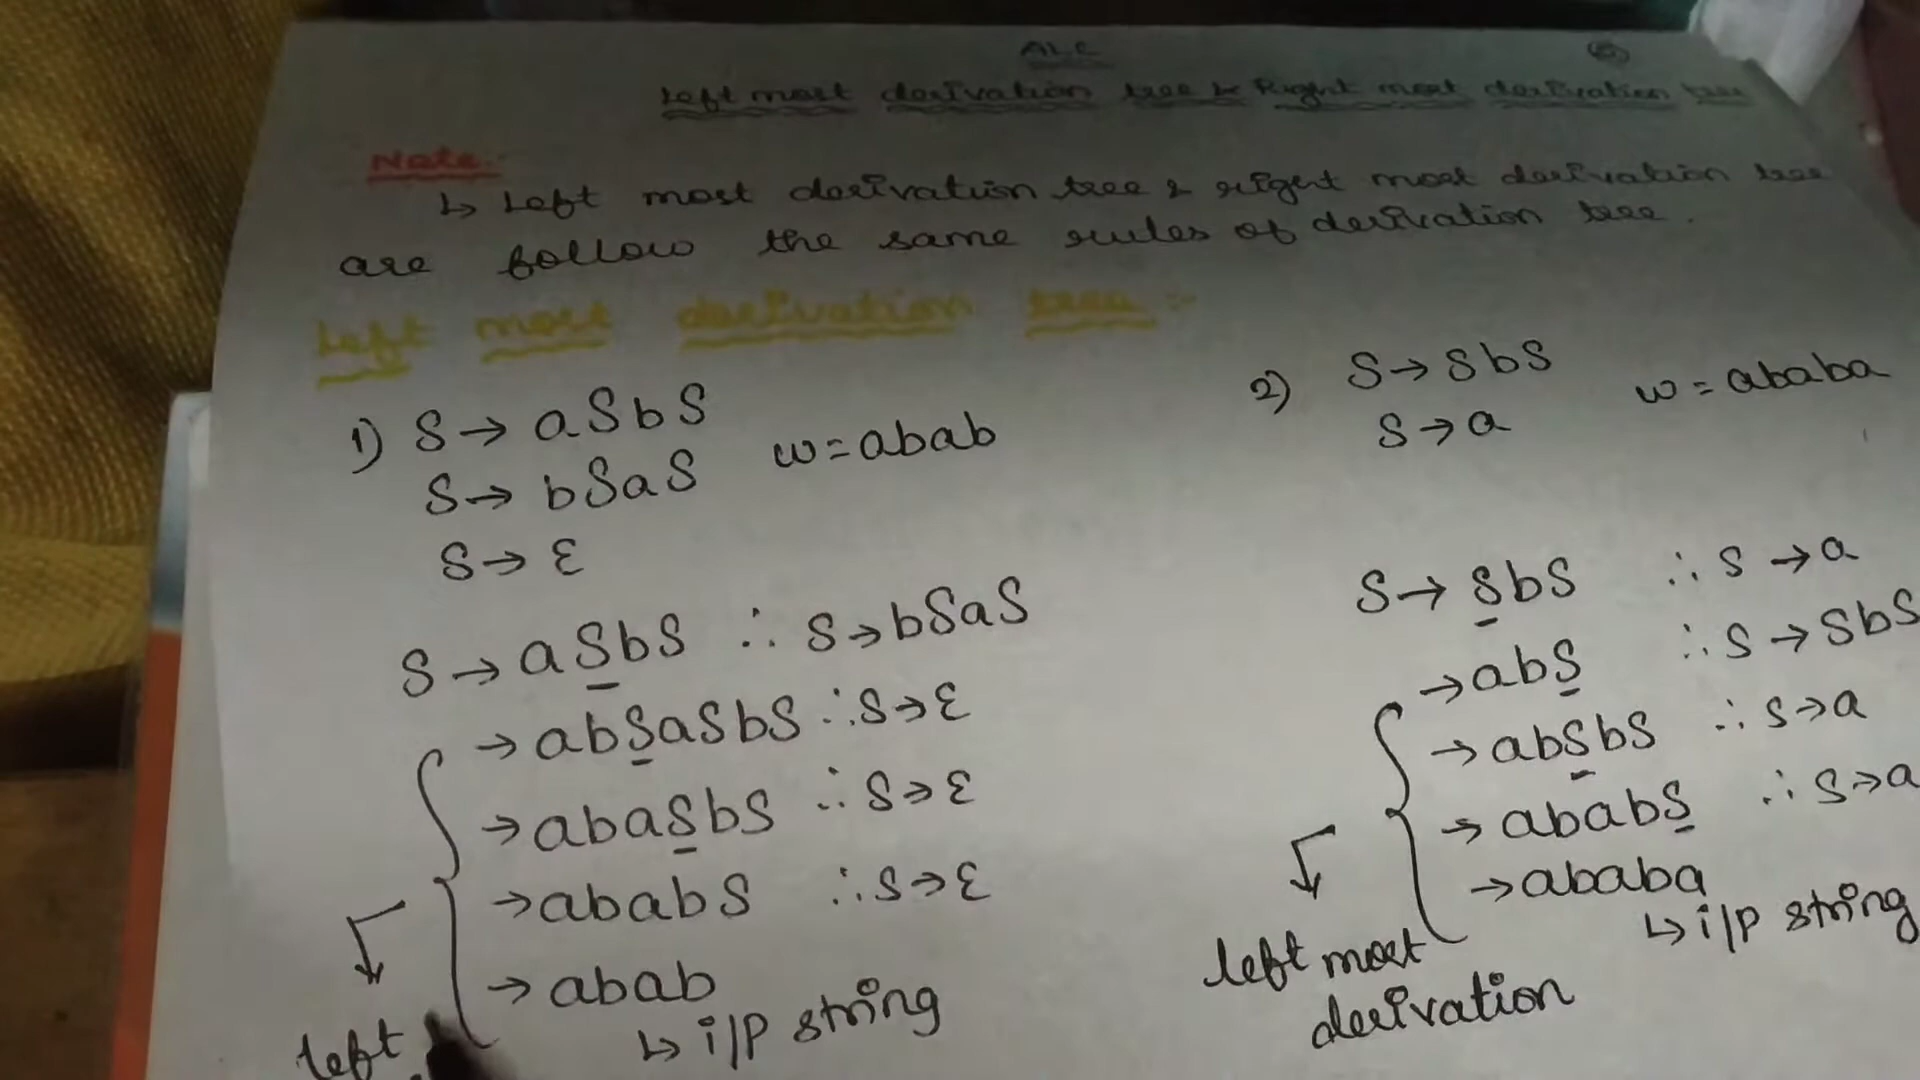 ALC
Left most derivation tree & Right most derivation tree
Note:-
↳ Left most derivation tree & right most derivation tree
are follow the same rules of derivation tree.
Left most derivation tree :-
1) S → aSbS
S → bSaS w = abab
S → ε
S → aSbS ∴ S → bSaS
→ abSaSbS ∴ S → ε
→ abaSbS ∴ S → ε
→ ababS ∴ S → ε
→ abab
↳ i/p string
left
2) S → SbS w = ababa
S → a
S → SbS ∴ S → a
→ abS ∴ S → SbS
→ abSbS ∴ S → a
→ ababS ∴ S → a
→ ababa
↳ i/p string
left most
derivation